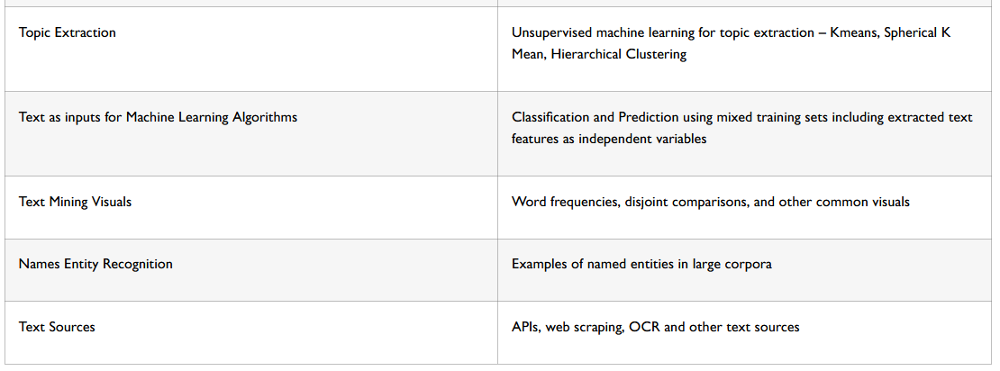 Topic Extraction
Unsupervised machine learning for topic extraction – Kmeans, Spherical K
Mean, Hierarchical Clustering
Text as inputs for Machine Learning Algorithms
Classification and Prediction using mixed training sets including extracted text
features as independent variables
Text Mining Visuals
Word frequencies, disjoint comparisons, and other common visuals
Names Entity Recognition
Examples of named entities in large corpora
Text Sources
APIs, web scraping, OCR and other text sources